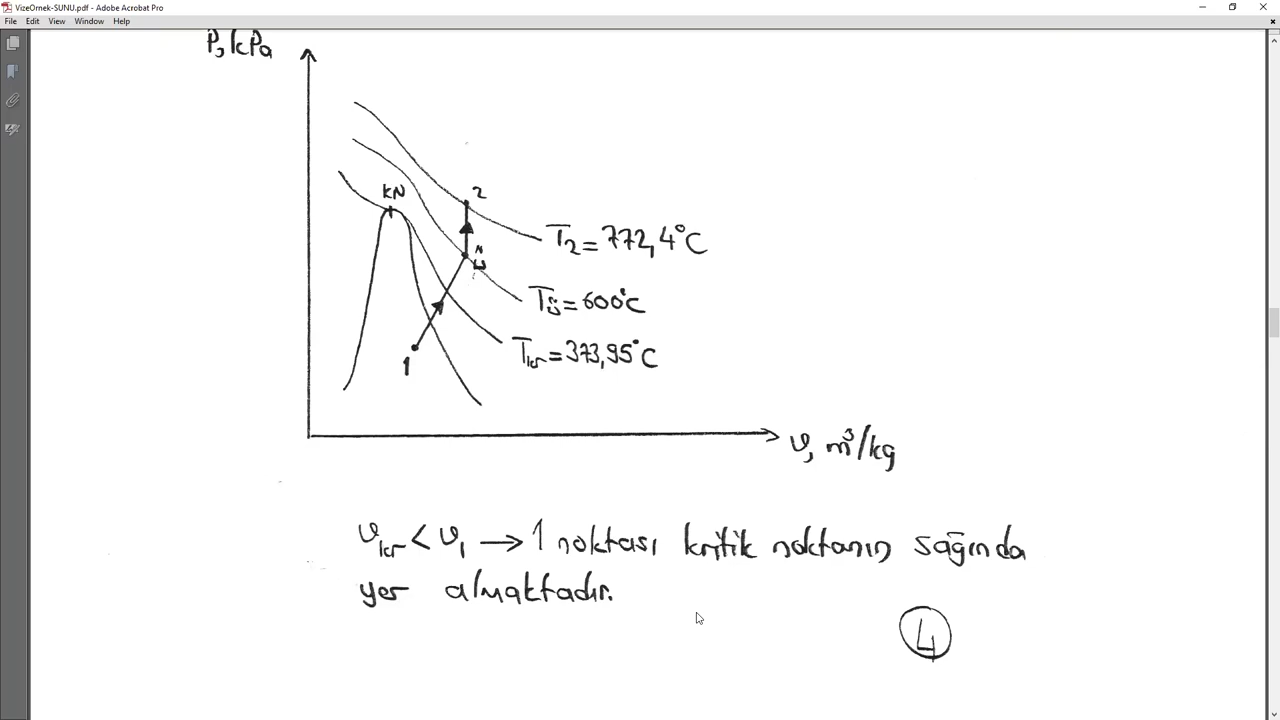 VizeOrnek-SUNU.pdf - Adobe Acrobat Pro
File Edit View Window Help
P, kPa
KN
2
T₂ = 772,4°C
ü
Tü = 600°C
Tkr = 373,95°C
1
v, m³/kg
vkr < v₁ → 1 noktası kritik noktanın sağında
yer almaktadır.
4